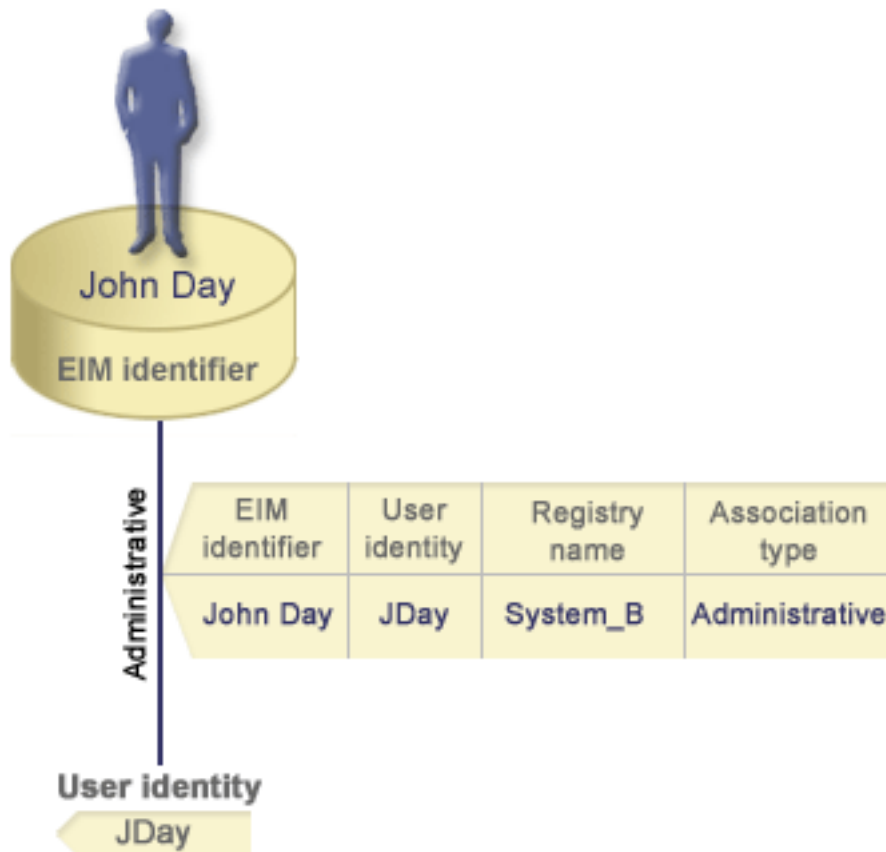 John Day
EIM identifier
Administrative
EIM identifier
User identity
Registry name
Association type
John Day
JDay
System_B
Administrative
User identity
JDay